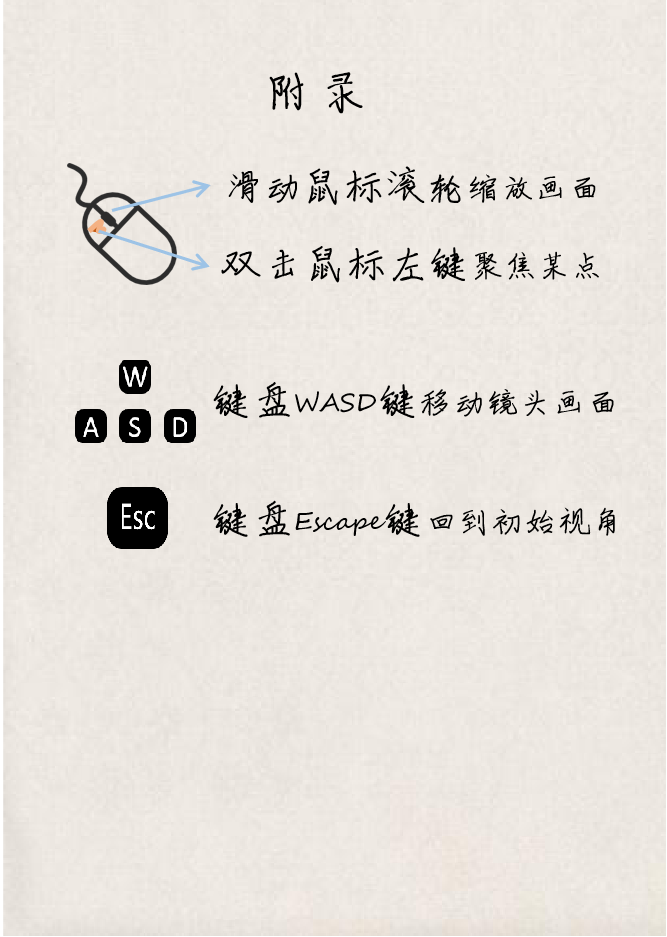 附录
滑动鼠标滚轮缩放画面
双击鼠标左键聚焦某点
W
A S D
键盘WASD键移动镜头画面
Esc
键盘Escape键回到初始视角